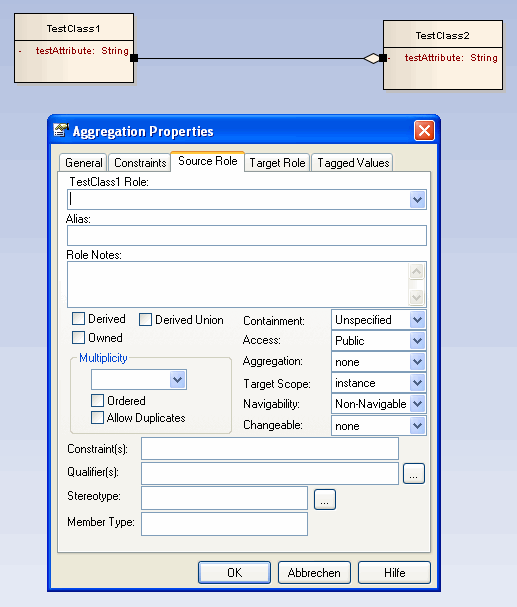 TestClass1
- testAttribute: String
TestClass2
- testAttribute: String
Aggregation Properties
General Constraints Source Role Target Role Tagged Values
TestClass1 Role:
Alias:
Role Notes:
Derived Derived Union
Owned
Multiplicity
Ordered
Allow Duplicates
Containment: Unspecified
Access: Public
Aggregation: none
Target Scope: instance
Navigability: Non-Navigable
Changeable: none
Constraint(s):
Qualifier(s): ...
Stereotype: ...
Member Type:
OK Abbrechen Hilfe